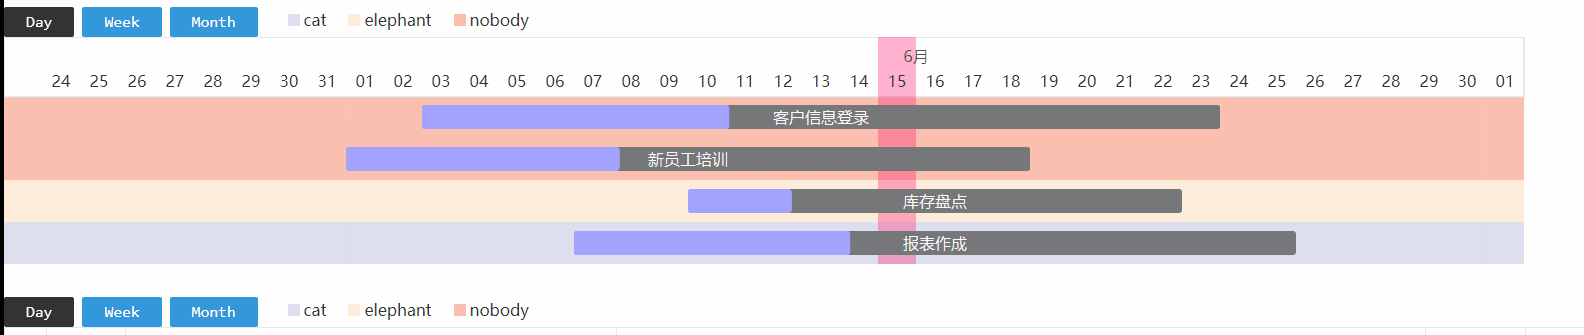 Day Week Month cat elephant nobody
6月
24 25 26 27 28 29 30 31 01 02 03 04 05 06 07 08 09 10 11 12 13 14 15 16 17 18 19 20 21 22 23 24 25 26 27 28 29 30 01
客户信息登录
新员工培训
库存盘点
报表作成
Day Week Month cat elephant nobody